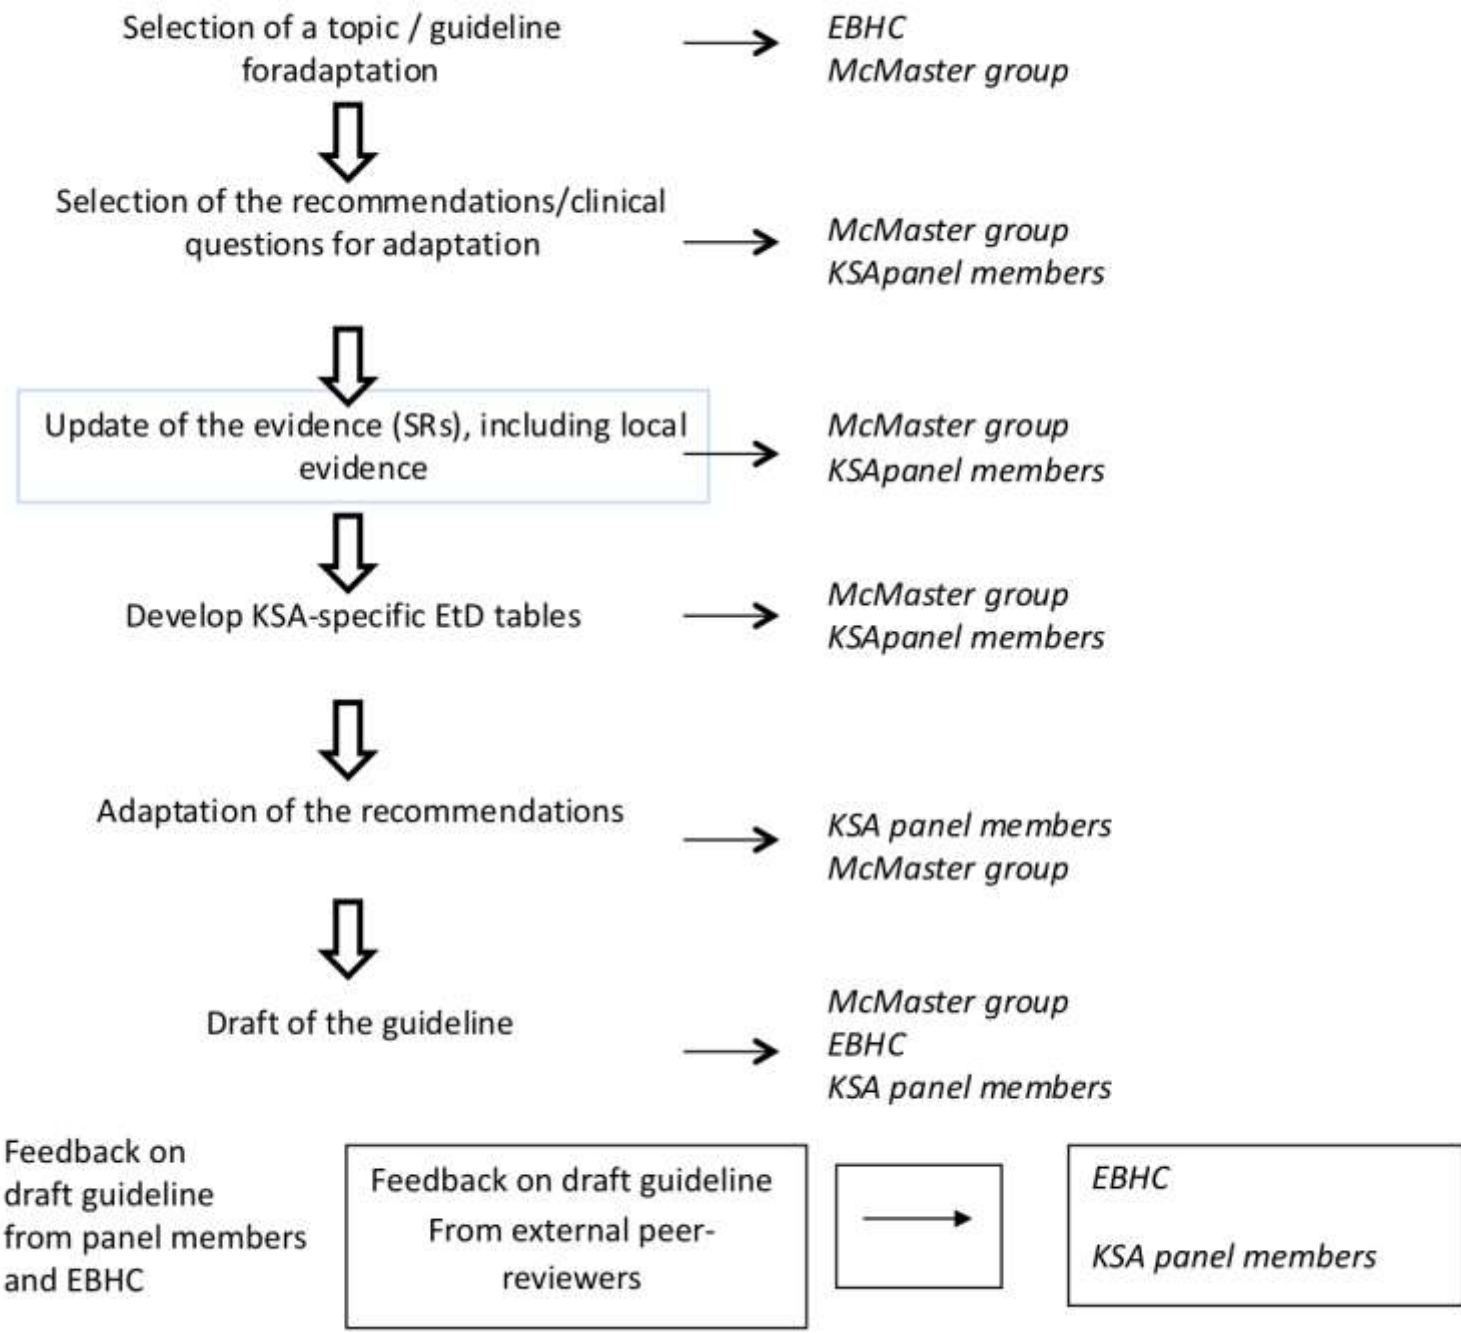 Selection of a topic / guideline
foradaptation
EBHC
McMaster group
Selection of the recommendations/clinical
questions for adaptation
McMaster group
KSApanel members
Update of the evidence (SRs), including local
evidence
McMaster group
KSApanel members
Develop KSA-specific EtD tables
McMaster group
KSApanel members
Adaptation of the recommendations
KSA panel members
McMaster group
Draft of the guideline
McMaster group
EBHC
KSA panel members
Feedback on
draft guideline
from panel members
and EBHC
Feedback on draft guideline
From external peer-
reviewers
EBHC
KSA panel members